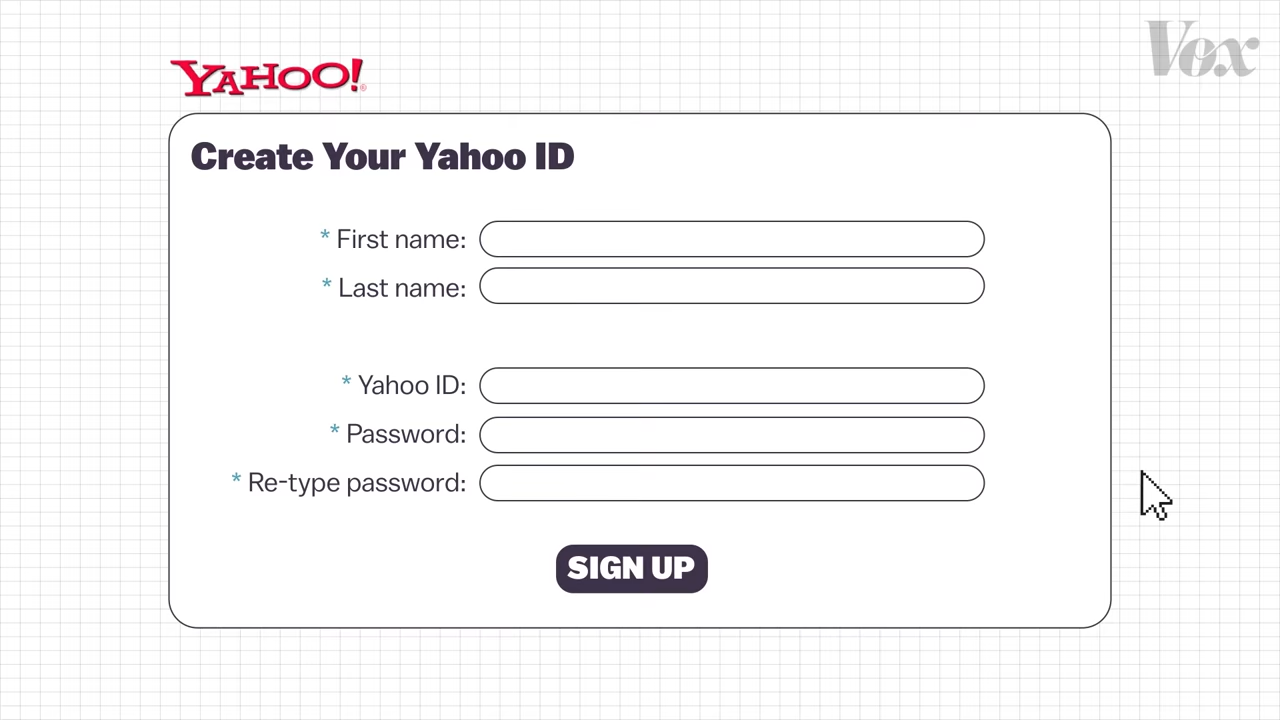 Vox
YAHOO!
Create Your Yahoo ID
* First name:
* Last name:
* Yahoo ID:
* Password:
* Re-type password:
SIGN UP